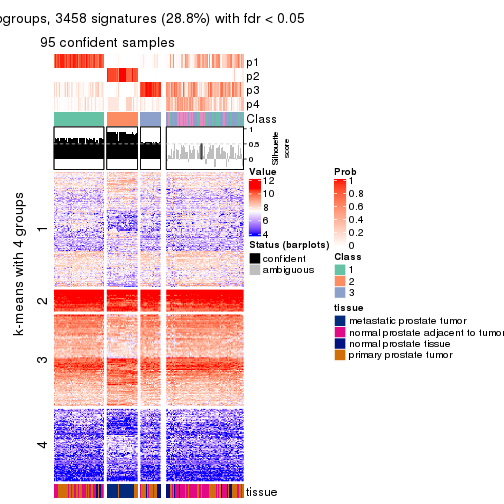 ogroups, 3458 signatures (28.8%) with fdr < 0.05
95 confident samples
p1
p2
p3
p4
Class
1
0.5
0
Silhouette
score
k-means with 4 groups
1
2
3
4
Value
12
10
8
6
4
Status (barplots)
confident
ambiguous
Prob
1
0.8
0.6
0.4
0.2
0
Class
1
2
3
tissue
metastatic prostate tumor
normal prostate adjacent to tumor
normal prostate tissue
primary prostate tumor
tissue